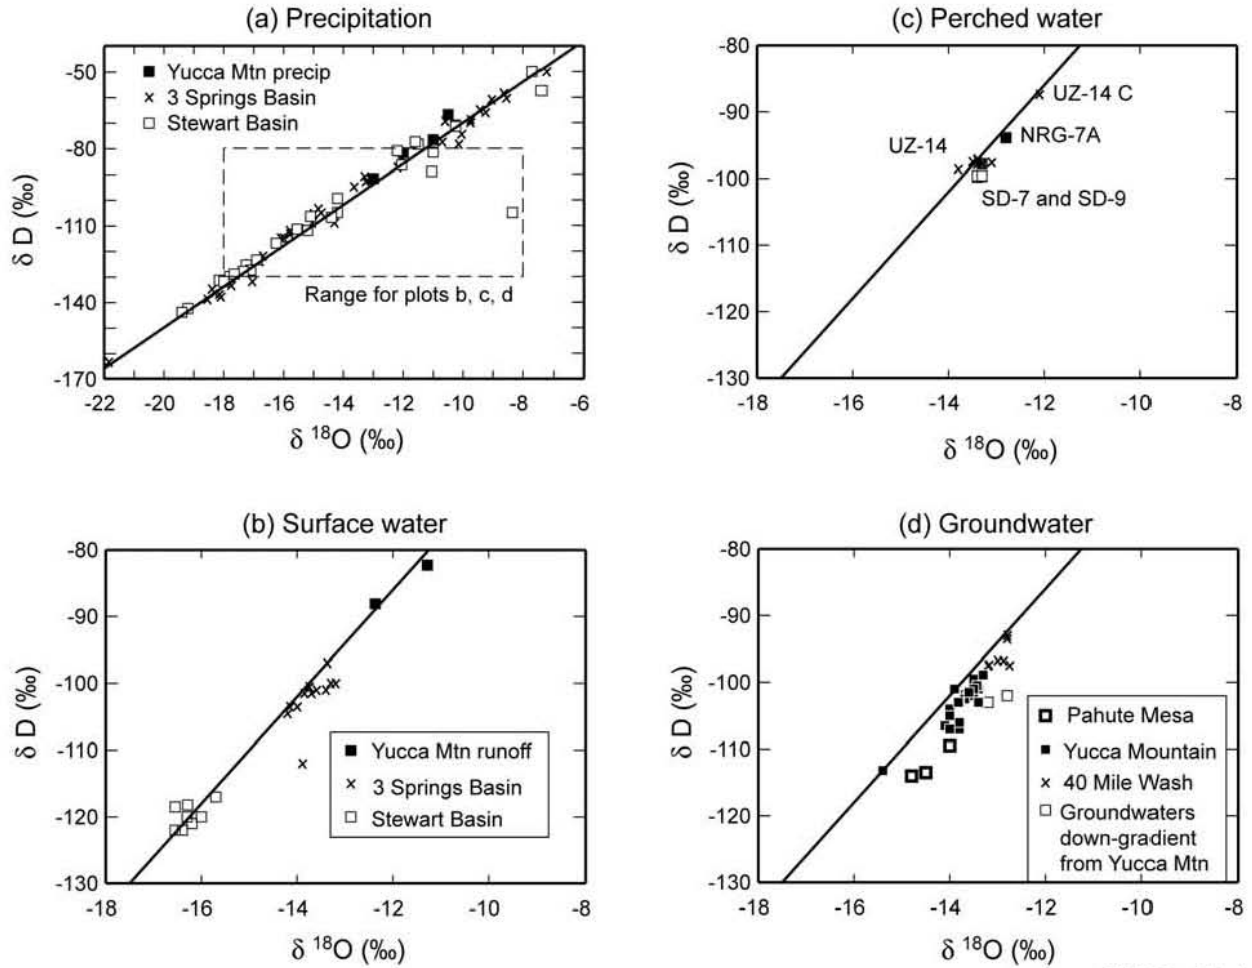 (a) Precipitation
-50
-80
-110
-140
-170
δ D (‰)
Yucca Mtn precip
3 Springs Basin
Stewart Basin
Range for plots b, c, d
-22 -20 -18 -16 -14 -12 -10 -8 -6
δ 18O (‰)
(c) Perched water
-80
-90
-100
-110
-120
-130
δ D (‰)
UZ-14 C
NRG-7A
UZ-14
SD-7 and SD-9
-18 -16 -14 -12 -10 -8
δ 18O (‰)
(b) Surface water
-80
-90
-100
-110
-120
-130
δ D (‰)
Yucca Mtn runoff
3 Springs Basin
Stewart Basin
-18 -16 -14 -12 -10 -8
δ 18O (‰)
(d) Groundwater
-80
-90
-100
-110
-120
-130
δ D (‰)
Pahute Mesa
Yucca Mountain
40 Mile Wash
Groundwaters
down-gradient
from Yucca Mtn
-18 -16 -14 -12 -10 -8
δ 18O (‰)